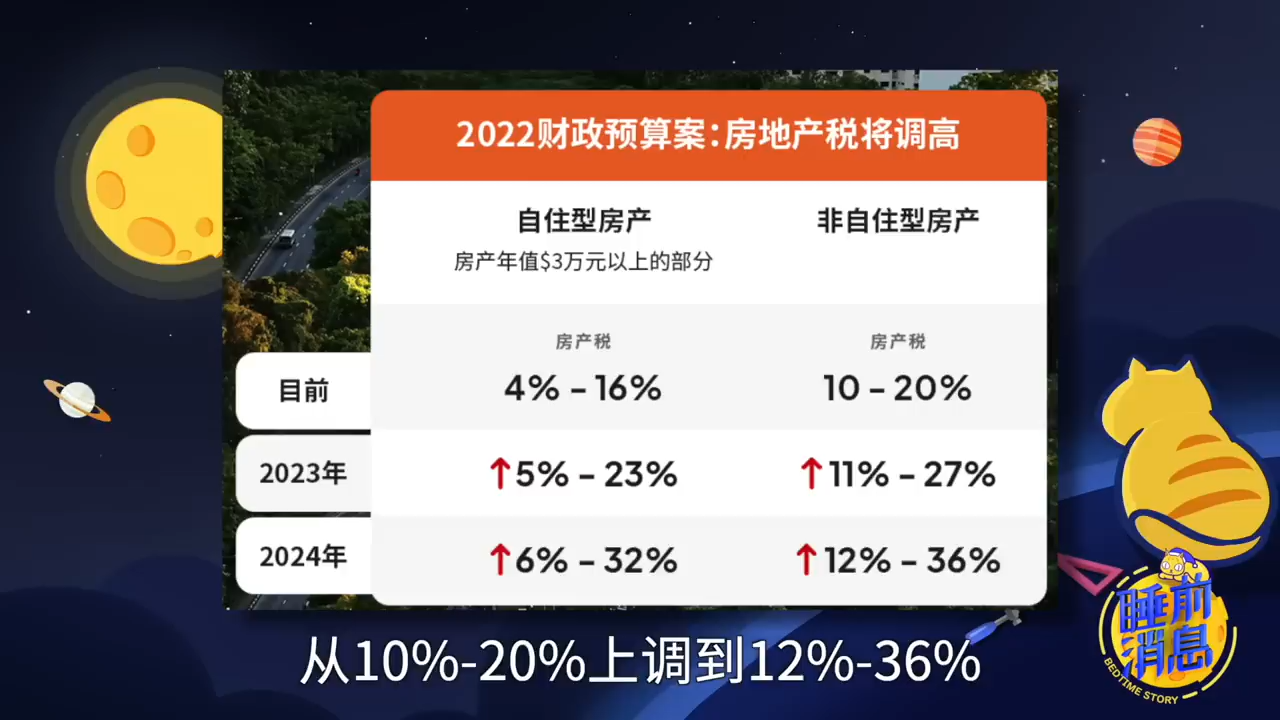 2022财政预算案:房地产税将调高
自住型房产
非自住型房产
房产年值$3万元以上的部分
房产税
房产税
目前
4% – 16%
10 – 20%
2023年
↑5% – 23%
↑11% – 27%
2024年
↑6% – 32%
↑12% – 36%
从10%-20%上调到12%-36%
睡前
消息
BEDTIME STORY